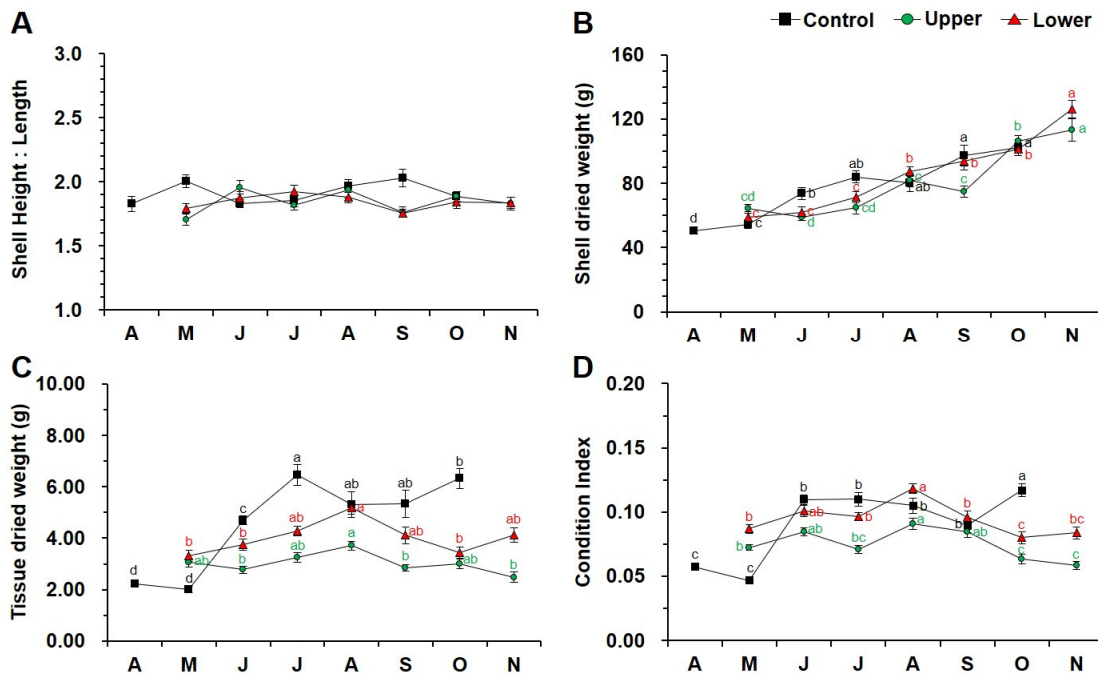 A
Shell Height : Length
3.0
2.5
2.0
1.5
1.0
A M J J A S O N
B
■ Control ● Upper ▲ Lower
Shell dried weight (g)
160
120
80
40
0
d
cd
c
c
b
c
d
ab
c
cd
b
c
ab
a
b
c
b
a
b
a
a
A M J J A S O N
C
Tissue dried weight (g)
10.00
8.00
6.00
4.00
2.00
0.00
d
b
ab
d
c
b
b
a
ab
ab
ab
a
a
ab
ab
b
b
b
ab
ab
b
A M J J A S O N
D
Condition Index
0.20
0.15
0.10
0.05
0.00
c
b
b
c
b
ab
ab
b
b
bc
a
b
a
b
b
ab
a
b
c
bc
c
A M J J A S O N